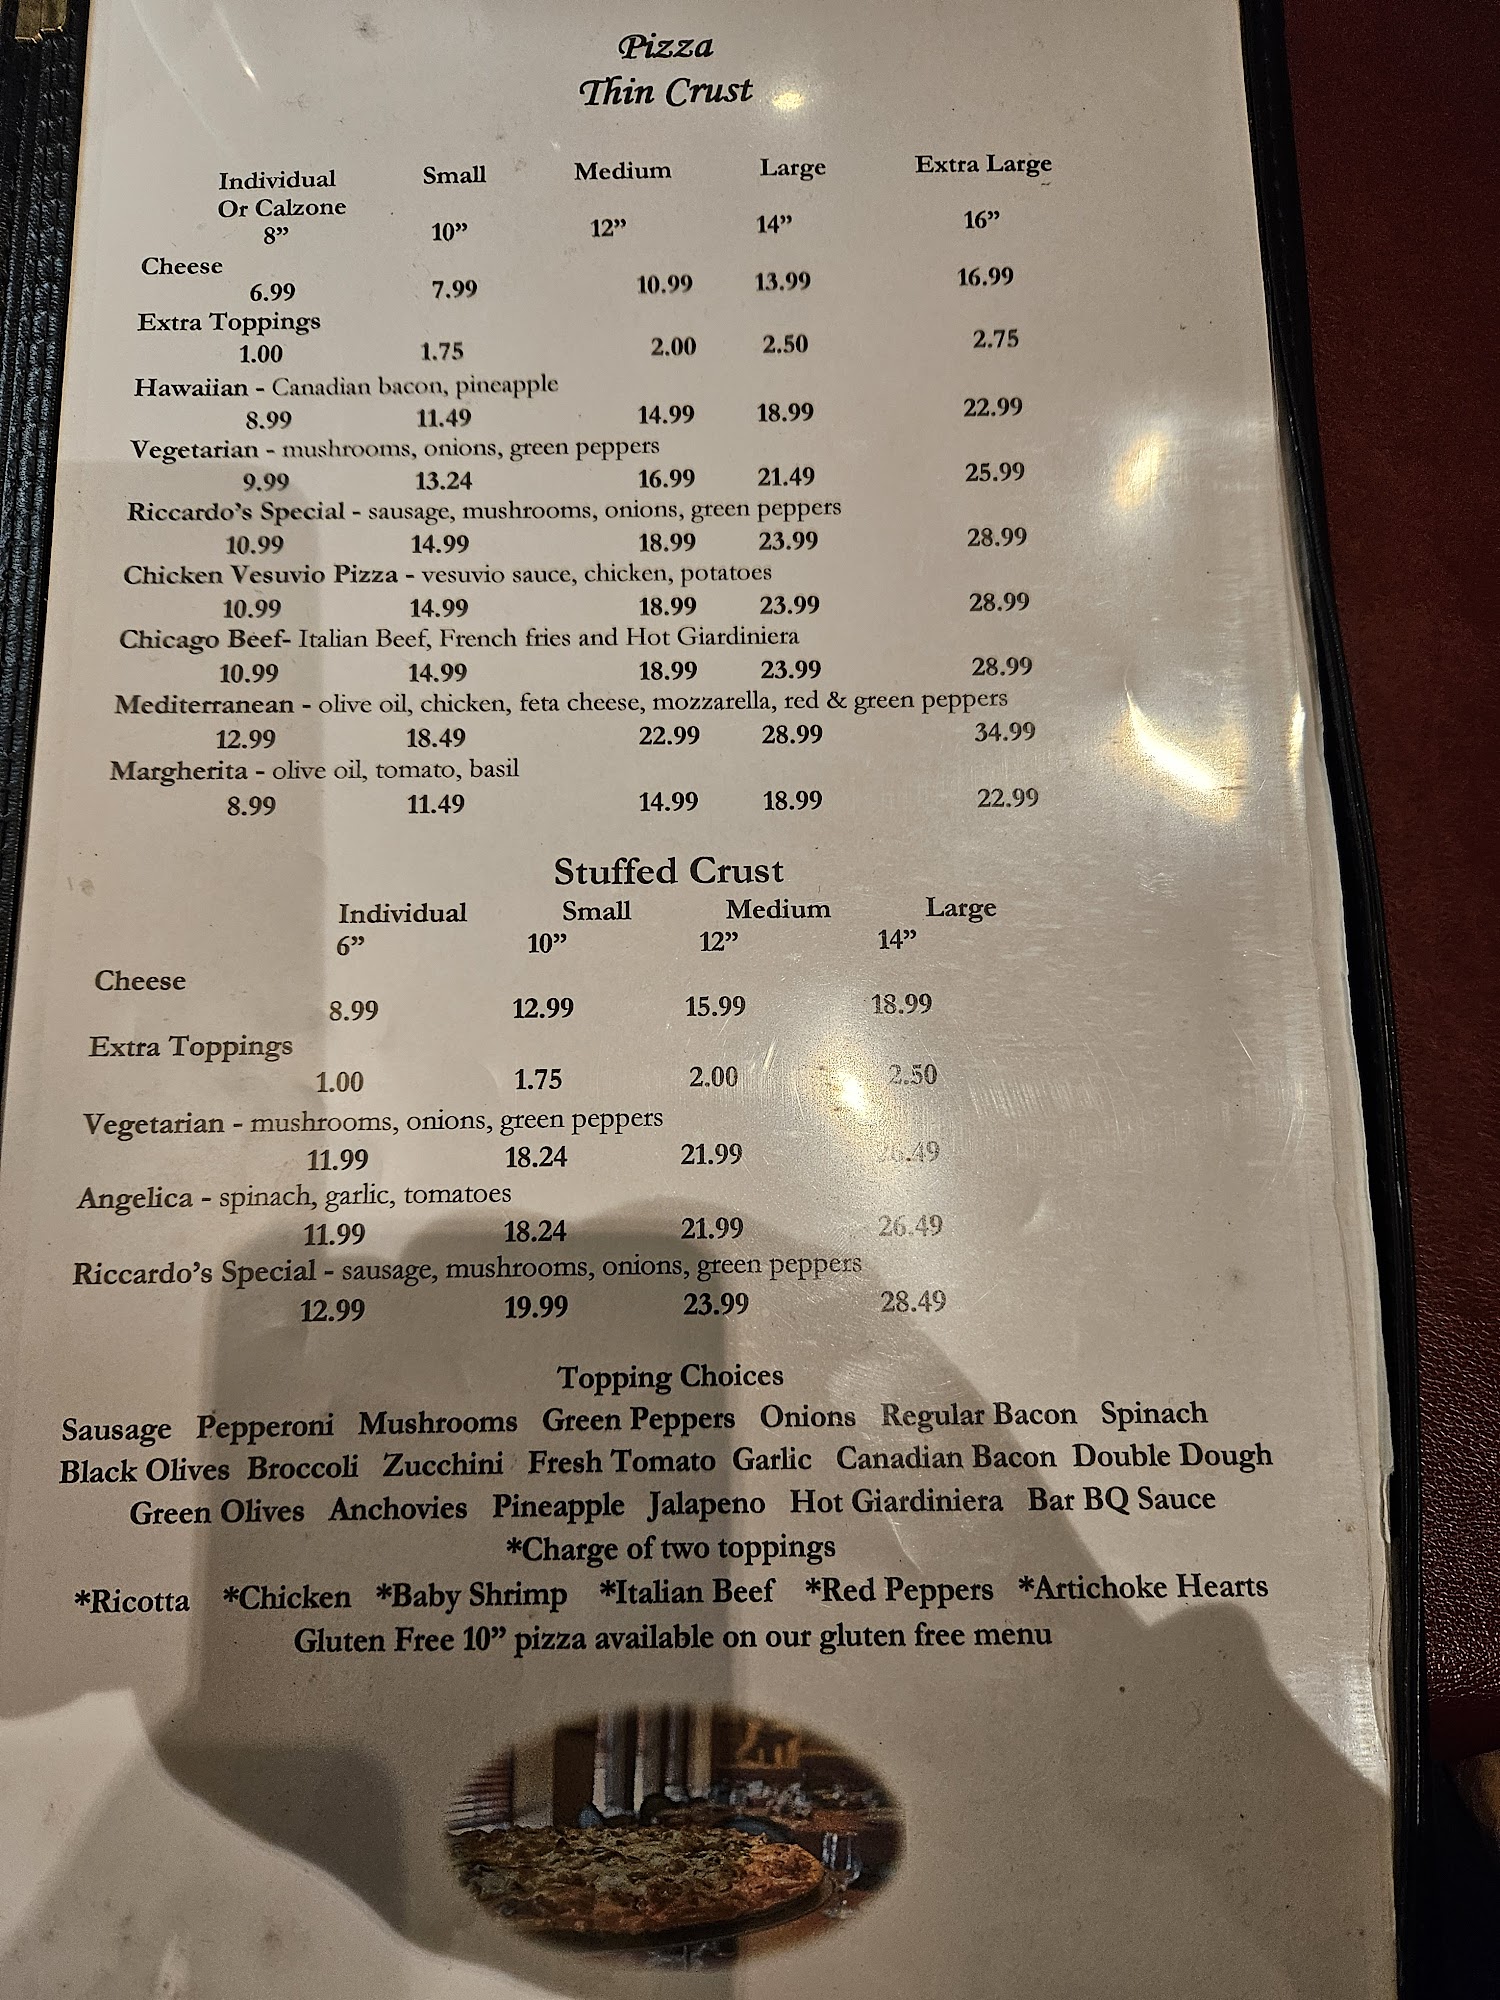 Pizza
Thin Crust
Individual Or Calzone 8” Small 10” Medium 12” Large 14” Extra Large 16”
Cheese
6.99 7.99 10.99 13.99 16.99
Extra Toppings
1.00 1.75 2.00 2.50 2.75
Hawaiian - Canadian bacon, pineapple
8.99 11.49 14.99 18.99 22.99
Vegetarian - mushrooms, onions, green peppers
9.99 13.24 16.99 21.49 25.99
Riccardo’s Special - sausage, mushrooms, onions, green peppers
10.99 14.99 18.99 23.99 28.99
Chicken Vesuvio Pizza - vesuvio sauce, chicken, potatoes
10.99 14.99 18.99 23.99 28.99
Chicago Beef- Italian Beef, French fries and Hot Giardiniera
10.99 14.99 18.99 23.99 28.99
Mediterranean - olive oil, chicken, feta cheese, mozzarella, red & green peppers
12.99 18.49 22.99 28.99 34.99
Margherita - olive oil, tomato, basil
8.99 11.49 14.99 18.99 22.99
Stuffed Crust
Individual Small Medium Large
6” 10” 12” 14”
Cheese
8.99 12.99 15.99 18.99
Extra Toppings
1.00 1.75 2.00 2.50
Vegetarian - mushrooms, onions, green peppers
11.99 18.24 21.99
Angelica - spinach, garlic, tomatoes
11.99 18.24 21.99 26.49
Riccardo’s Special - sausage, mushrooms, onions, green peppers
12.99 19.99 23.99 28.49
Topping Choices
Sausage Pepperoni Mushrooms Green Peppers Onions Regular Bacon Spinach
Black Olives Broccoli Zucchini Fresh Tomato Garlic Canadian Bacon Double Dough
Green Olives Anchovies Pineapple Jalapeno Hot Giardiniera Bar BQ Sauce
*Charge of two toppings
*Ricotta *Chicken *Baby Shrimp *Italian Beef *Red Peppers *Artichoke Hearts
Gluten Free 10” pizza available on our gluten free menu